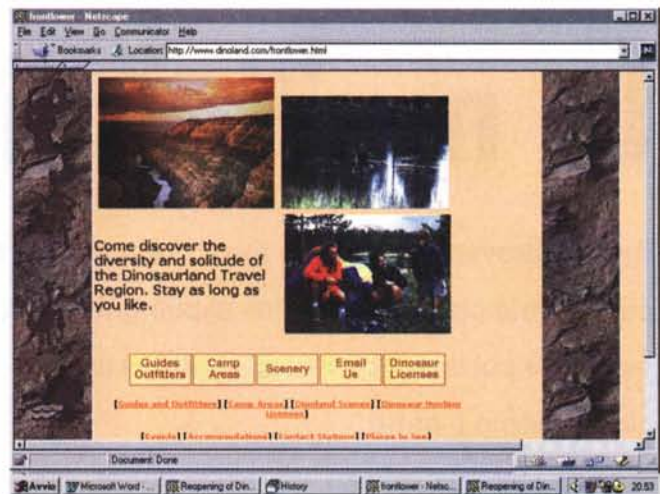 frontlower - Netscape
File Edit View Go Communicator Help
Bookmarks Location: http://www.dinoland.com/frontlower.html
Come discover the
diversity and solitude of
the Dinosaurland Travel
Region. Stay as long as
you like.
Guides Outfitters
Camp Areas
Scenery
Email Us
Dinosaur Licenses
[Guides and Outfitters] [Camp Areas] [Dinoland Scenes] [Dinosaur Hunting
Licenses]
[Accommodations] [Contact Stations] [Places to See]
Document: Done
Avvio
Microsoft Word - ...
Reopening of Din...
History
frontlower - Netsc...
Reopening of Din...
20.53